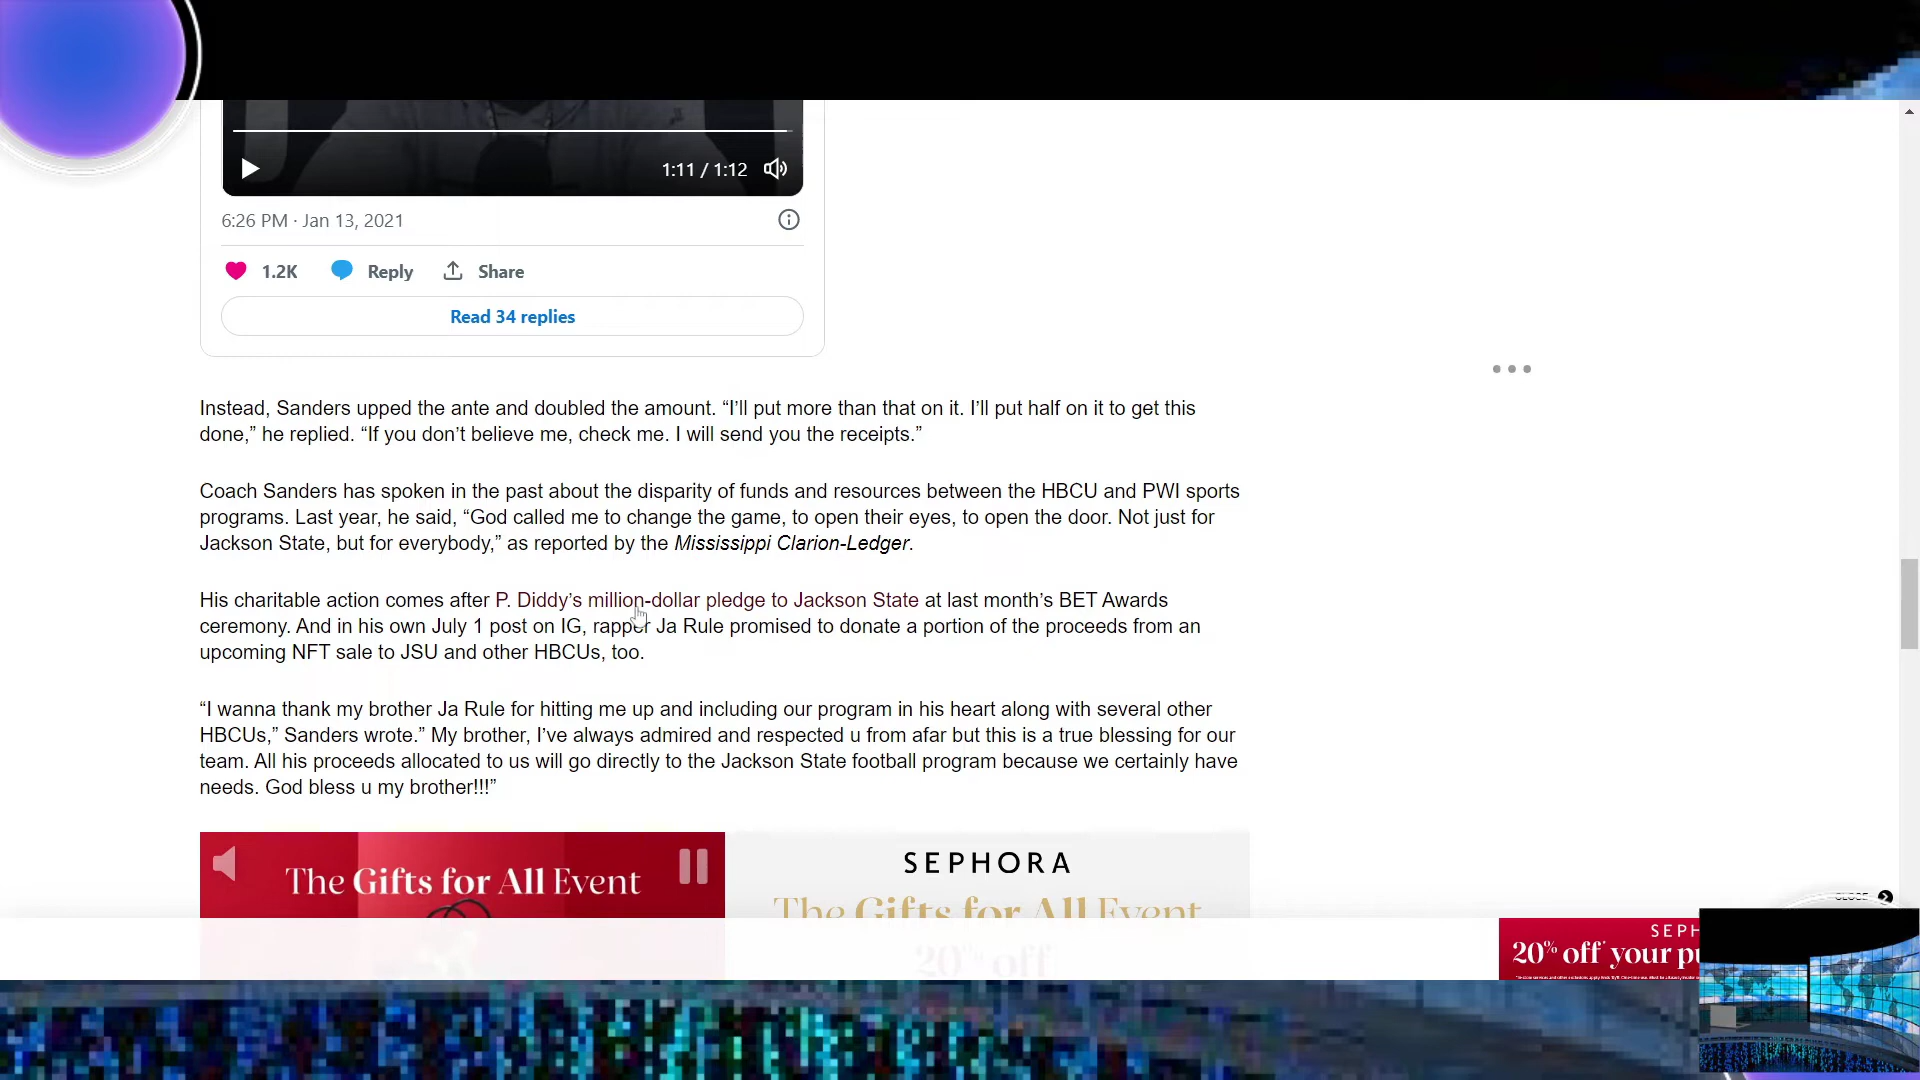 1:11 / 1:12
6:26 PM · Jan 13, 2021
1.2K Reply Share
Read 34 replies
Instead, Sanders upped the ante and doubled the amount. “I’ll put more than that on it. I’ll put half on it to get this
done,” he replied. “If you don’t believe me, check me. I will send you the receipts.”
Coach Sanders has spoken in the past about the disparity of funds and resources between the HBCU and PWI sports
programs. Last year, he said, “God called me to change the game, to open their eyes, to open the door. Not just for
Jackson State, but for everybody,” as reported by the Mississippi Clarion-Ledger.
His charitable action comes after P. Diddy’s million-dollar pledge to Jackson State at last month’s BET Awards
ceremony. And in his own July 1 post on IG, rapper Ja Rule promised to donate a portion of the proceeds from an
upcoming NFT sale to JSU and other HBCUs, too.
“I wanna thank my brother Ja Rule for hitting me up and including our program in his heart along with several other
HBCUs,” Sanders wrote.” My brother, I’ve always admired and respected u from afar but this is a true blessing for our
team. All his proceeds allocated to us will go directly to the Jackson State football program because we certainly have
needs. God bless u my brother!!!”
The Gifts for All Event
SEPHORA
The Gifts for All Event
20% off
CLOSE
SEPH
20% off* your pu